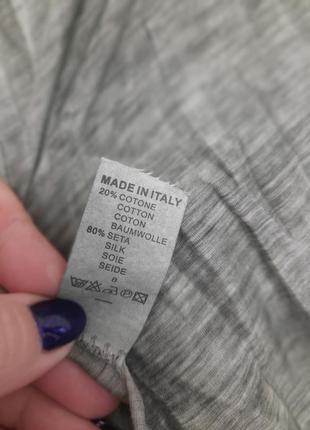 MADE IN ITALY
20% COTONE
COTTON
COTON
BAUMWOLLE
80% SETA
SILK
SOIE
SEIDE